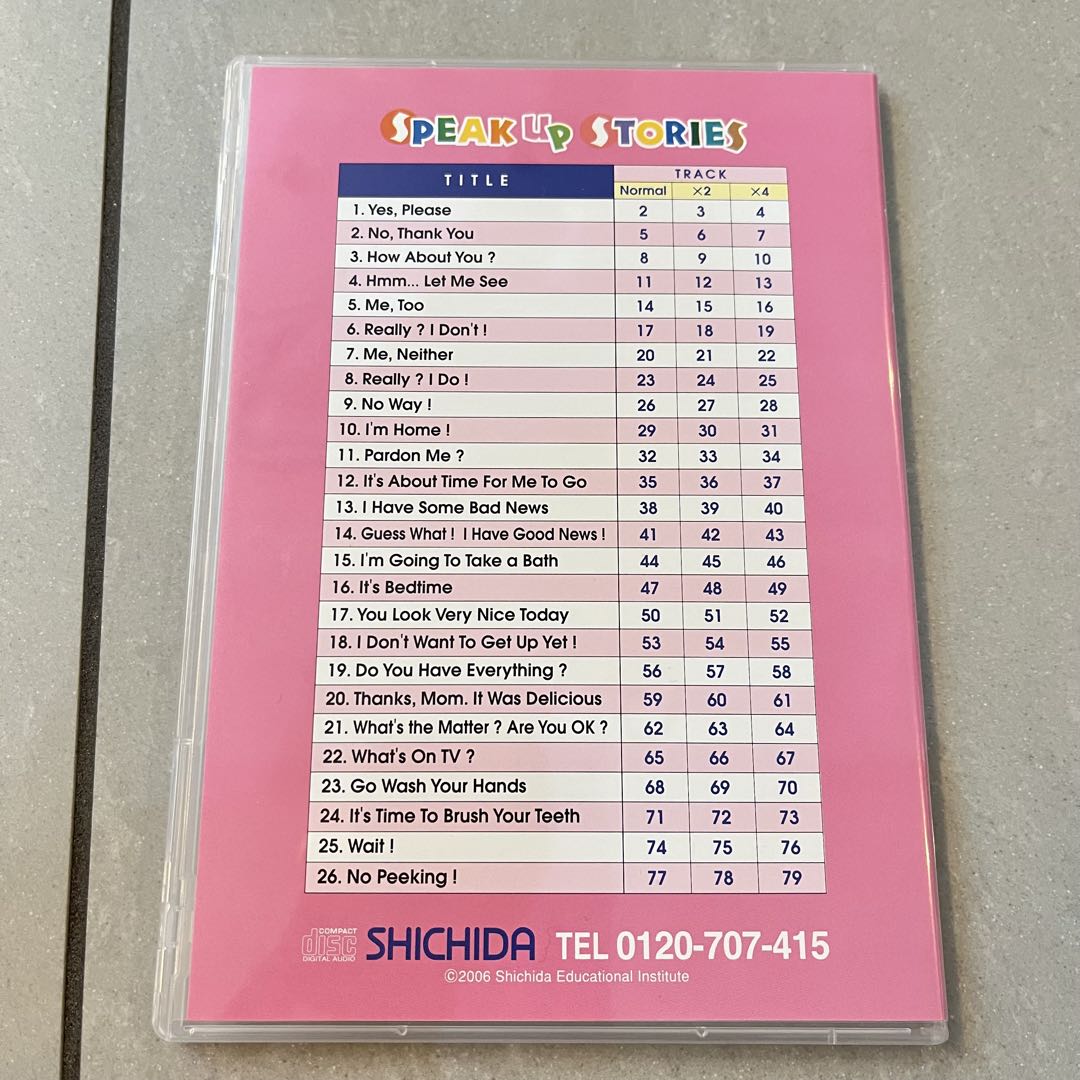 SPEAK UP STORIES
TITLE TRACK
Normal ×2 ×4
1. Yes, Please 2 3 4
2. No, Thank You 5 6 7
3. How About You ? 8 9 10
4. Hmm... Let Me See 11 12 13
5. Me, Too 14 15 16
6. Really ? I Don't ! 17 18 19
7. Me, Neither 20 21 22
8. Really ? I Do ! 23 24 25
9. No Way ! 26 27 28
10. I'm Home ! 29 30 31
11. Pardon Me ? 32 33 34
12. It's About Time For Me To Go 35 36 37
13. I Have Some Bad News 38 39 40
14. Guess What ! I Have Good News ! 41 42 43
15. I'm Going To Take a Bath 44 45 46
16. It's Bedtime 47 48 49
17. You Look Very Nice Today 50 51 52
18. I Don't Want To Get Up Yet ! 53 54 55
19. Do You Have Everything ? 56 57 58
20. Thanks, Mom. It Was Delicious 59 60 61
21. What's the Matter ? Are You OK ? 62 63 64
22. What's On TV ? 65 66 67
23. Go Wash Your Hands 68 69 70
24. It's Time To Brush Your Teeth 71 72 73
25. Wait ! 74 75 76
26. No Peeking ! 77 78 79
COMPACT disc DIGITAL AUDIO SHICHIDA TEL 0120-707-415
©2006 Shichida Educational Institute